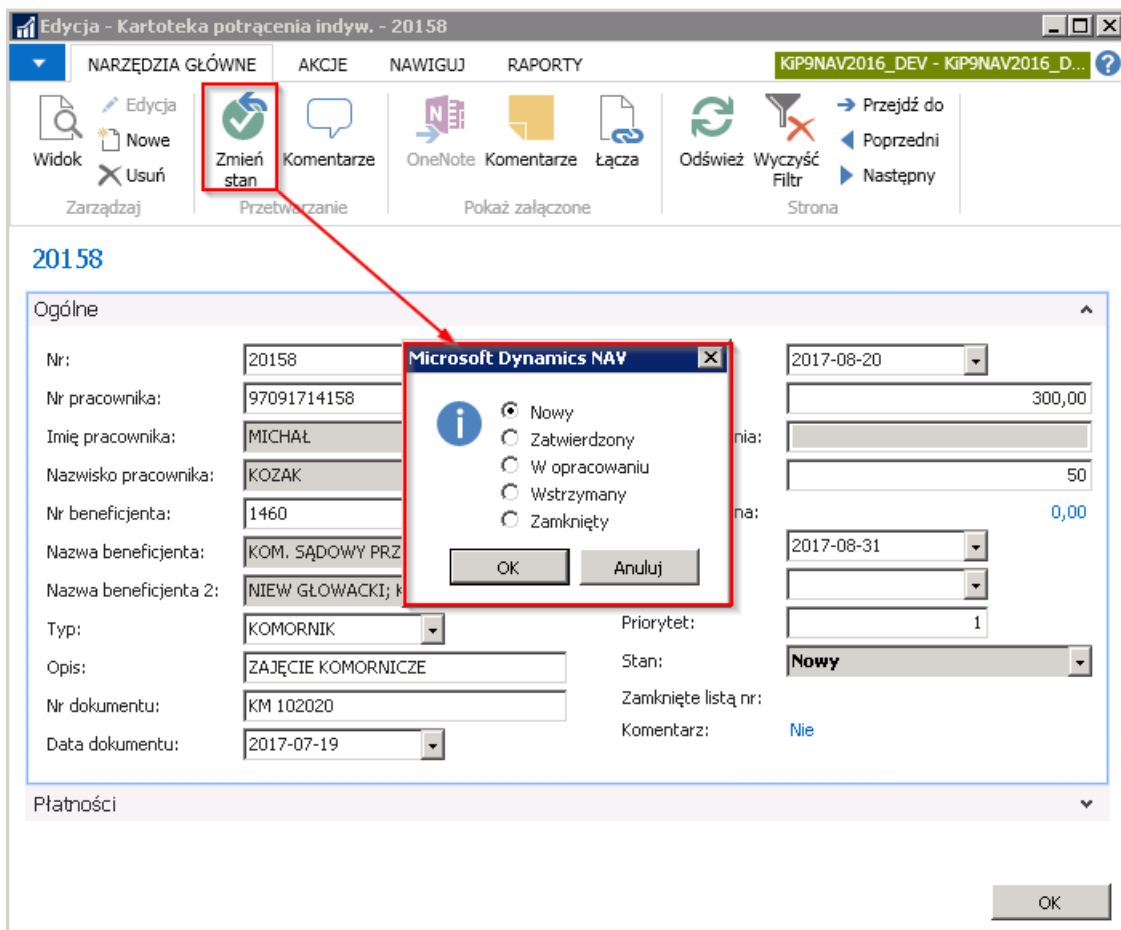 Edycja - Kartoteka potrącenia indyw. - 20158
NARZĘDZIA GŁÓWNE AKCJE NAWIGUJ RAPORTY KiP9NAV2016_DEV - KiP9NAV2016_D... ?
Widok
Edycja
Nowe
Usuń
Zarządzaj
Zmień stan
Komentarze
Przetwarzanie
OneNote
Komentarze
Łącza
Pokaż załączone
Odśwież
Wyczyść Filtr
Przejdź do
Poprzedni
Następny
Strona
20158
Ogólne
Nr: 20158
Nr pracownika: 97091714158
Imię pracownika: MICHAŁ
Nazwisko pracownika: KOZAK
Nr beneficjenta: 1460
Nazwa beneficjenta: KOM. SĄDOWY PRZ
Nazwa beneficjenta 2: NIEW GŁOWACKI; K
Typ: KOMORNIK
Opis: ZAJĘCIE KOMORNICZE
Nr dokumentu: KM 102020
Data dokumentu: 2017-07-19
Microsoft Dynamics NAV
Nowy
Zatwierdzony
W opracowaniu
Wstrzymany
Zamknięty
OK Anuluj
2017-08-20
300,00
nia:
50
na: 0,00
2017-08-31
Priorytet: 1
Stan: Nowy
Zamknięte listą nr:
Komentarz: Nie
Płatności
OK